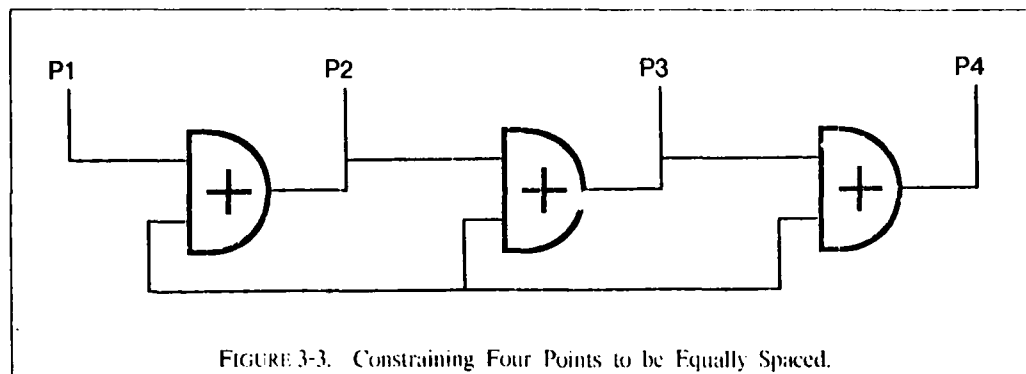 P1 P2 P3 P4
+ + +
FIGURE 3-3. Constraining Four Points to be Equally Spaced.